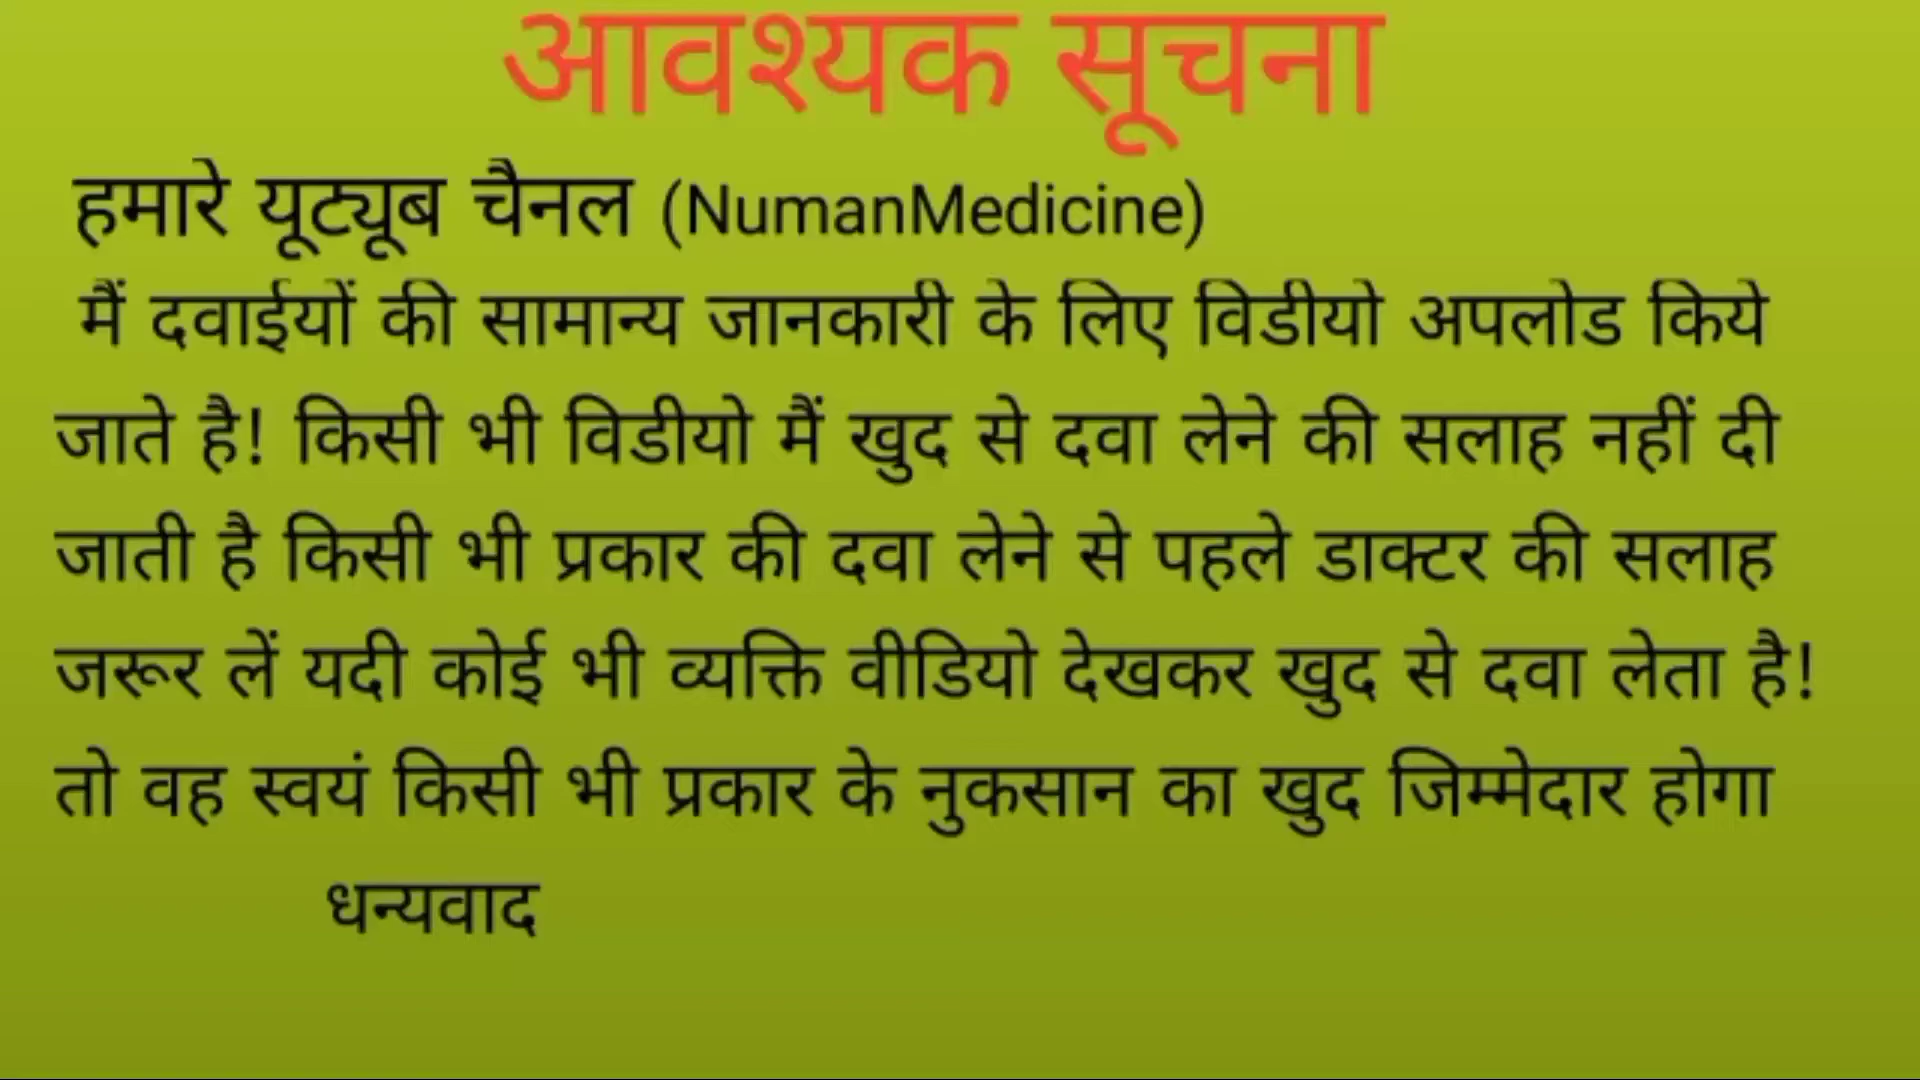 आवश्यक सूचना
हमारे यूट्यूब चैनल (NumanMedicine)
मैं दवाईयों की सामान्य जानकारी के लिए विडीयो अपलोड किये
जाते है! किसी भी विडीयो मैं खुद से दवा लेने की सलाह नहीं दी
जाती है किसी भी प्रकार की दवा लेने से पहले डाक्टर की सलाह
जरूर लें यदी कोई भी व्यक्ति वीडियो देखकर खुद से दवा लेता है!
तो वह स्वयं किसी भी प्रकार के नुकसान का खुद जिम्मेदार होगा
धन्यवाद